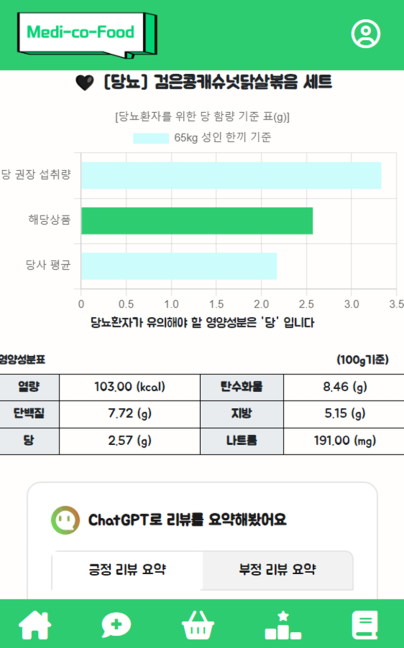 Medi-co-Food
[당뇨] 검은콩캐슈넛닭살볶음 세트
[당뇨환자를 위한 당 함량 기준 표(g)]
65kg 성인 한끼 기준
당 권장 섭취량
해당상품
당사 평균
0 0.5 1.0 1.5 2.0 2.5 3.0 3.5
당뇨환자가 유의해야 할 영양성분은 '당' 입니다
영양성분표 (100g기준)
열량 103.00 (kcal) 탄수화물 8.46 (g)
단백질 7.72 (g) 지방 5.15 (g)
당 2.57 (g) 나트륨 191.00 (mg)
ChatGPT로 리뷰를 요약해봤어요
긍정 리뷰 요약 부정 리뷰 요약